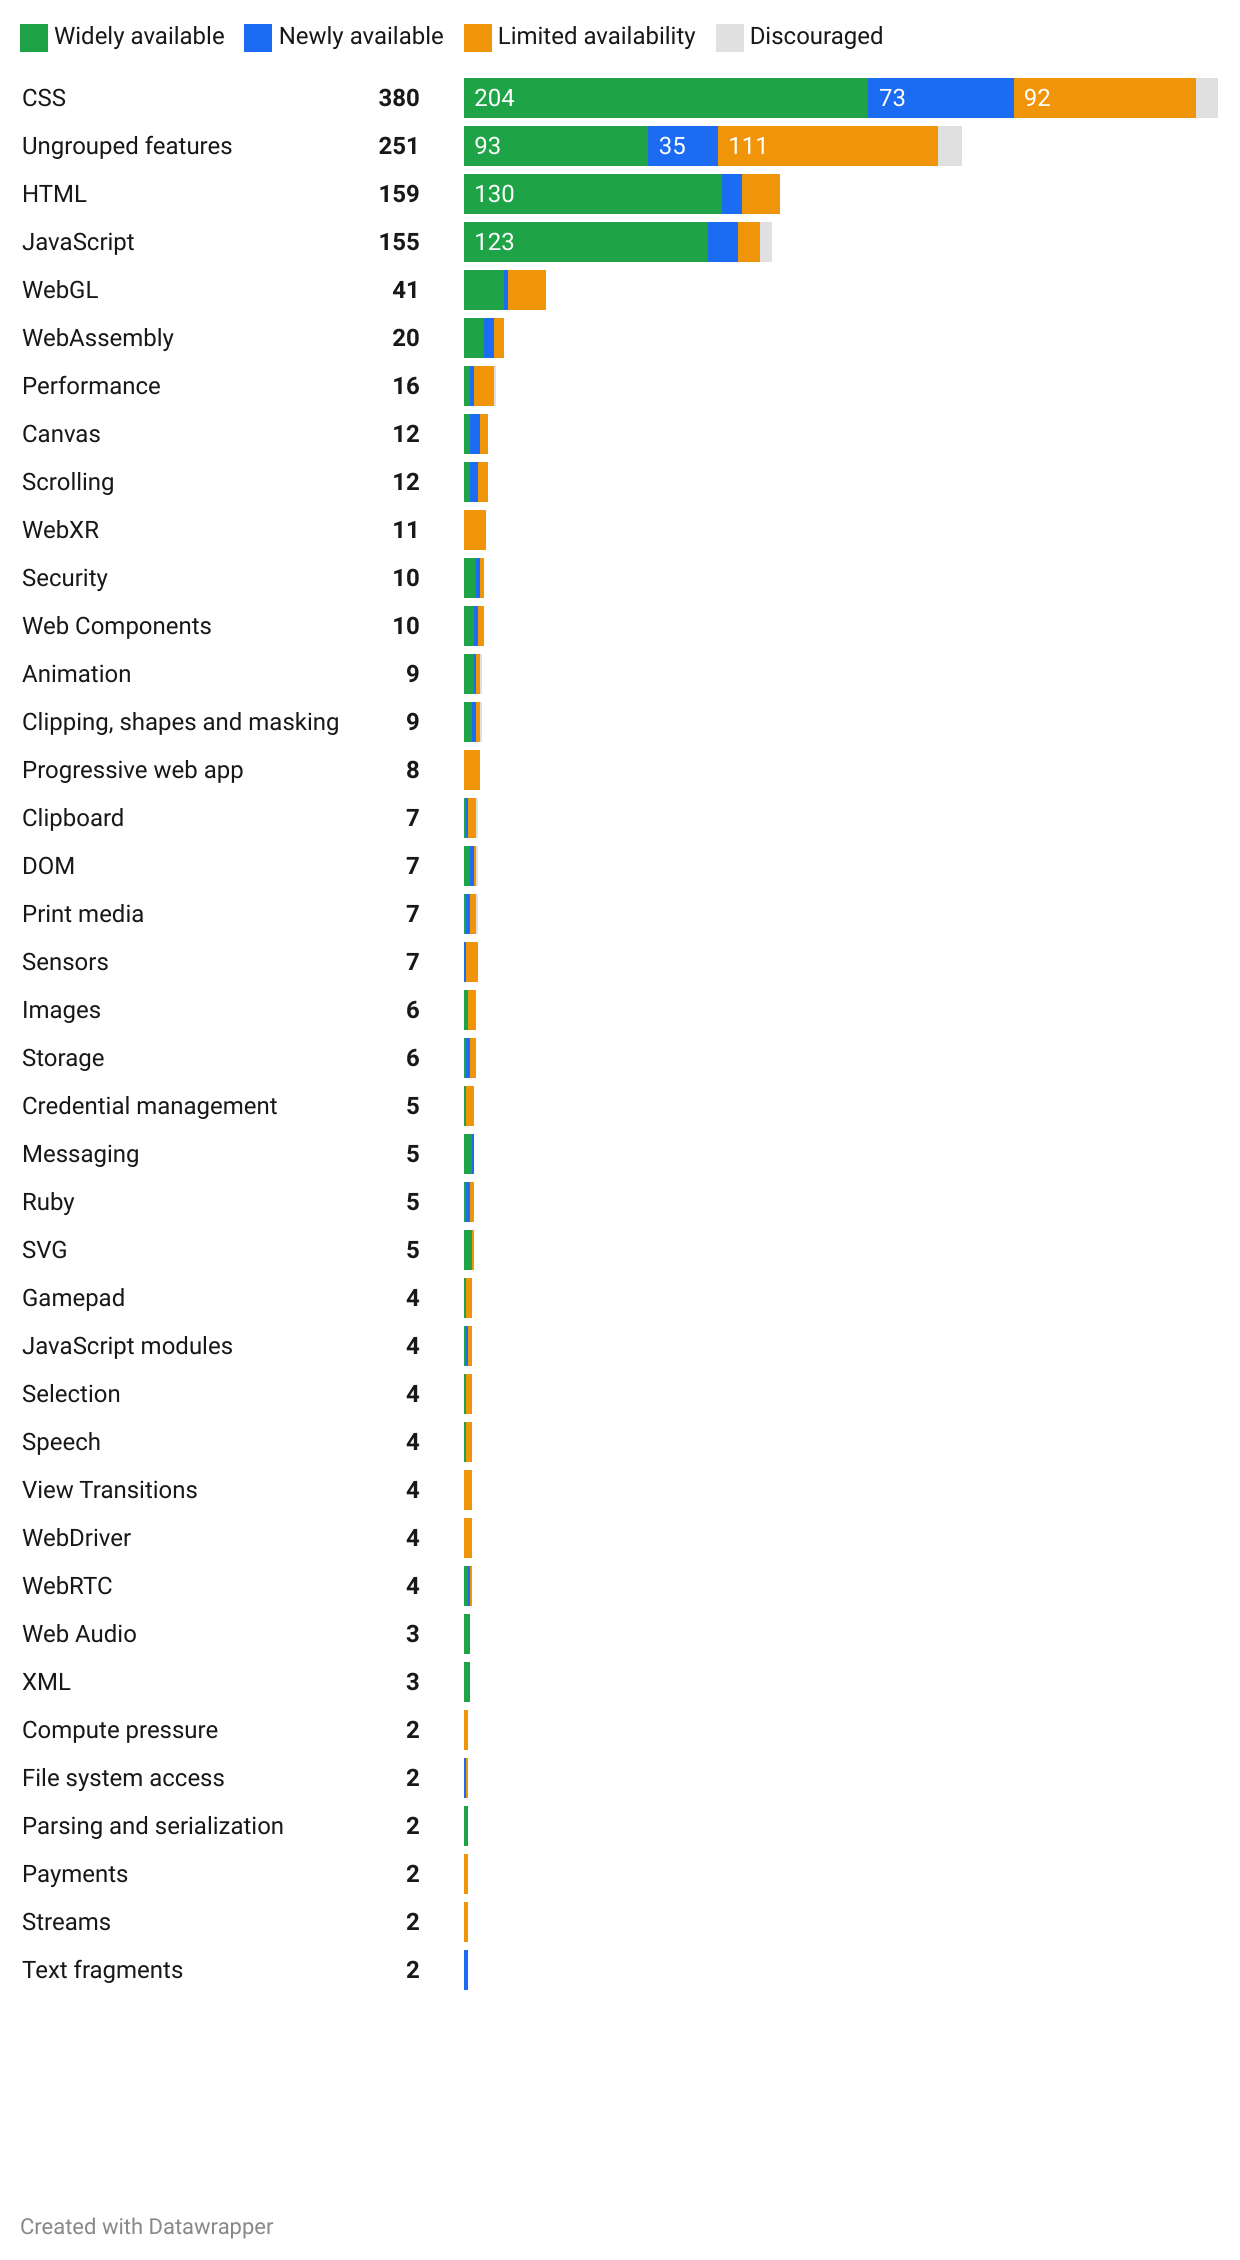 Widely available Newly available Limited availability Discouraged
CSS 380 204 73 92
Ungrouped features 251 93 35 111
HTML 159 130
JavaScript 155 123
WebGL 41
WebAssembly 20
Performance 16
Canvas 12
Scrolling 12
WebXR 11
Security 10
Web Components 10
Animation 9
Clipping, shapes and masking 9
Progressive web app 8
Clipboard 7
DOM 7
Print media 7
Sensors 7
Images 6
Storage 6
Credential management 5
Messaging 5
Ruby 5
SVG 5
Gamepad 4
JavaScript modules 4
Selection 4
Speech 4
View Transitions 4
WebDriver 4
WebRTC 4
Web Audio 3
XML 3
Compute pressure 2
File system access 2
Parsing and serialization 2
Payments 2
Streams 2
Text fragments 2
Created with Datawrapper